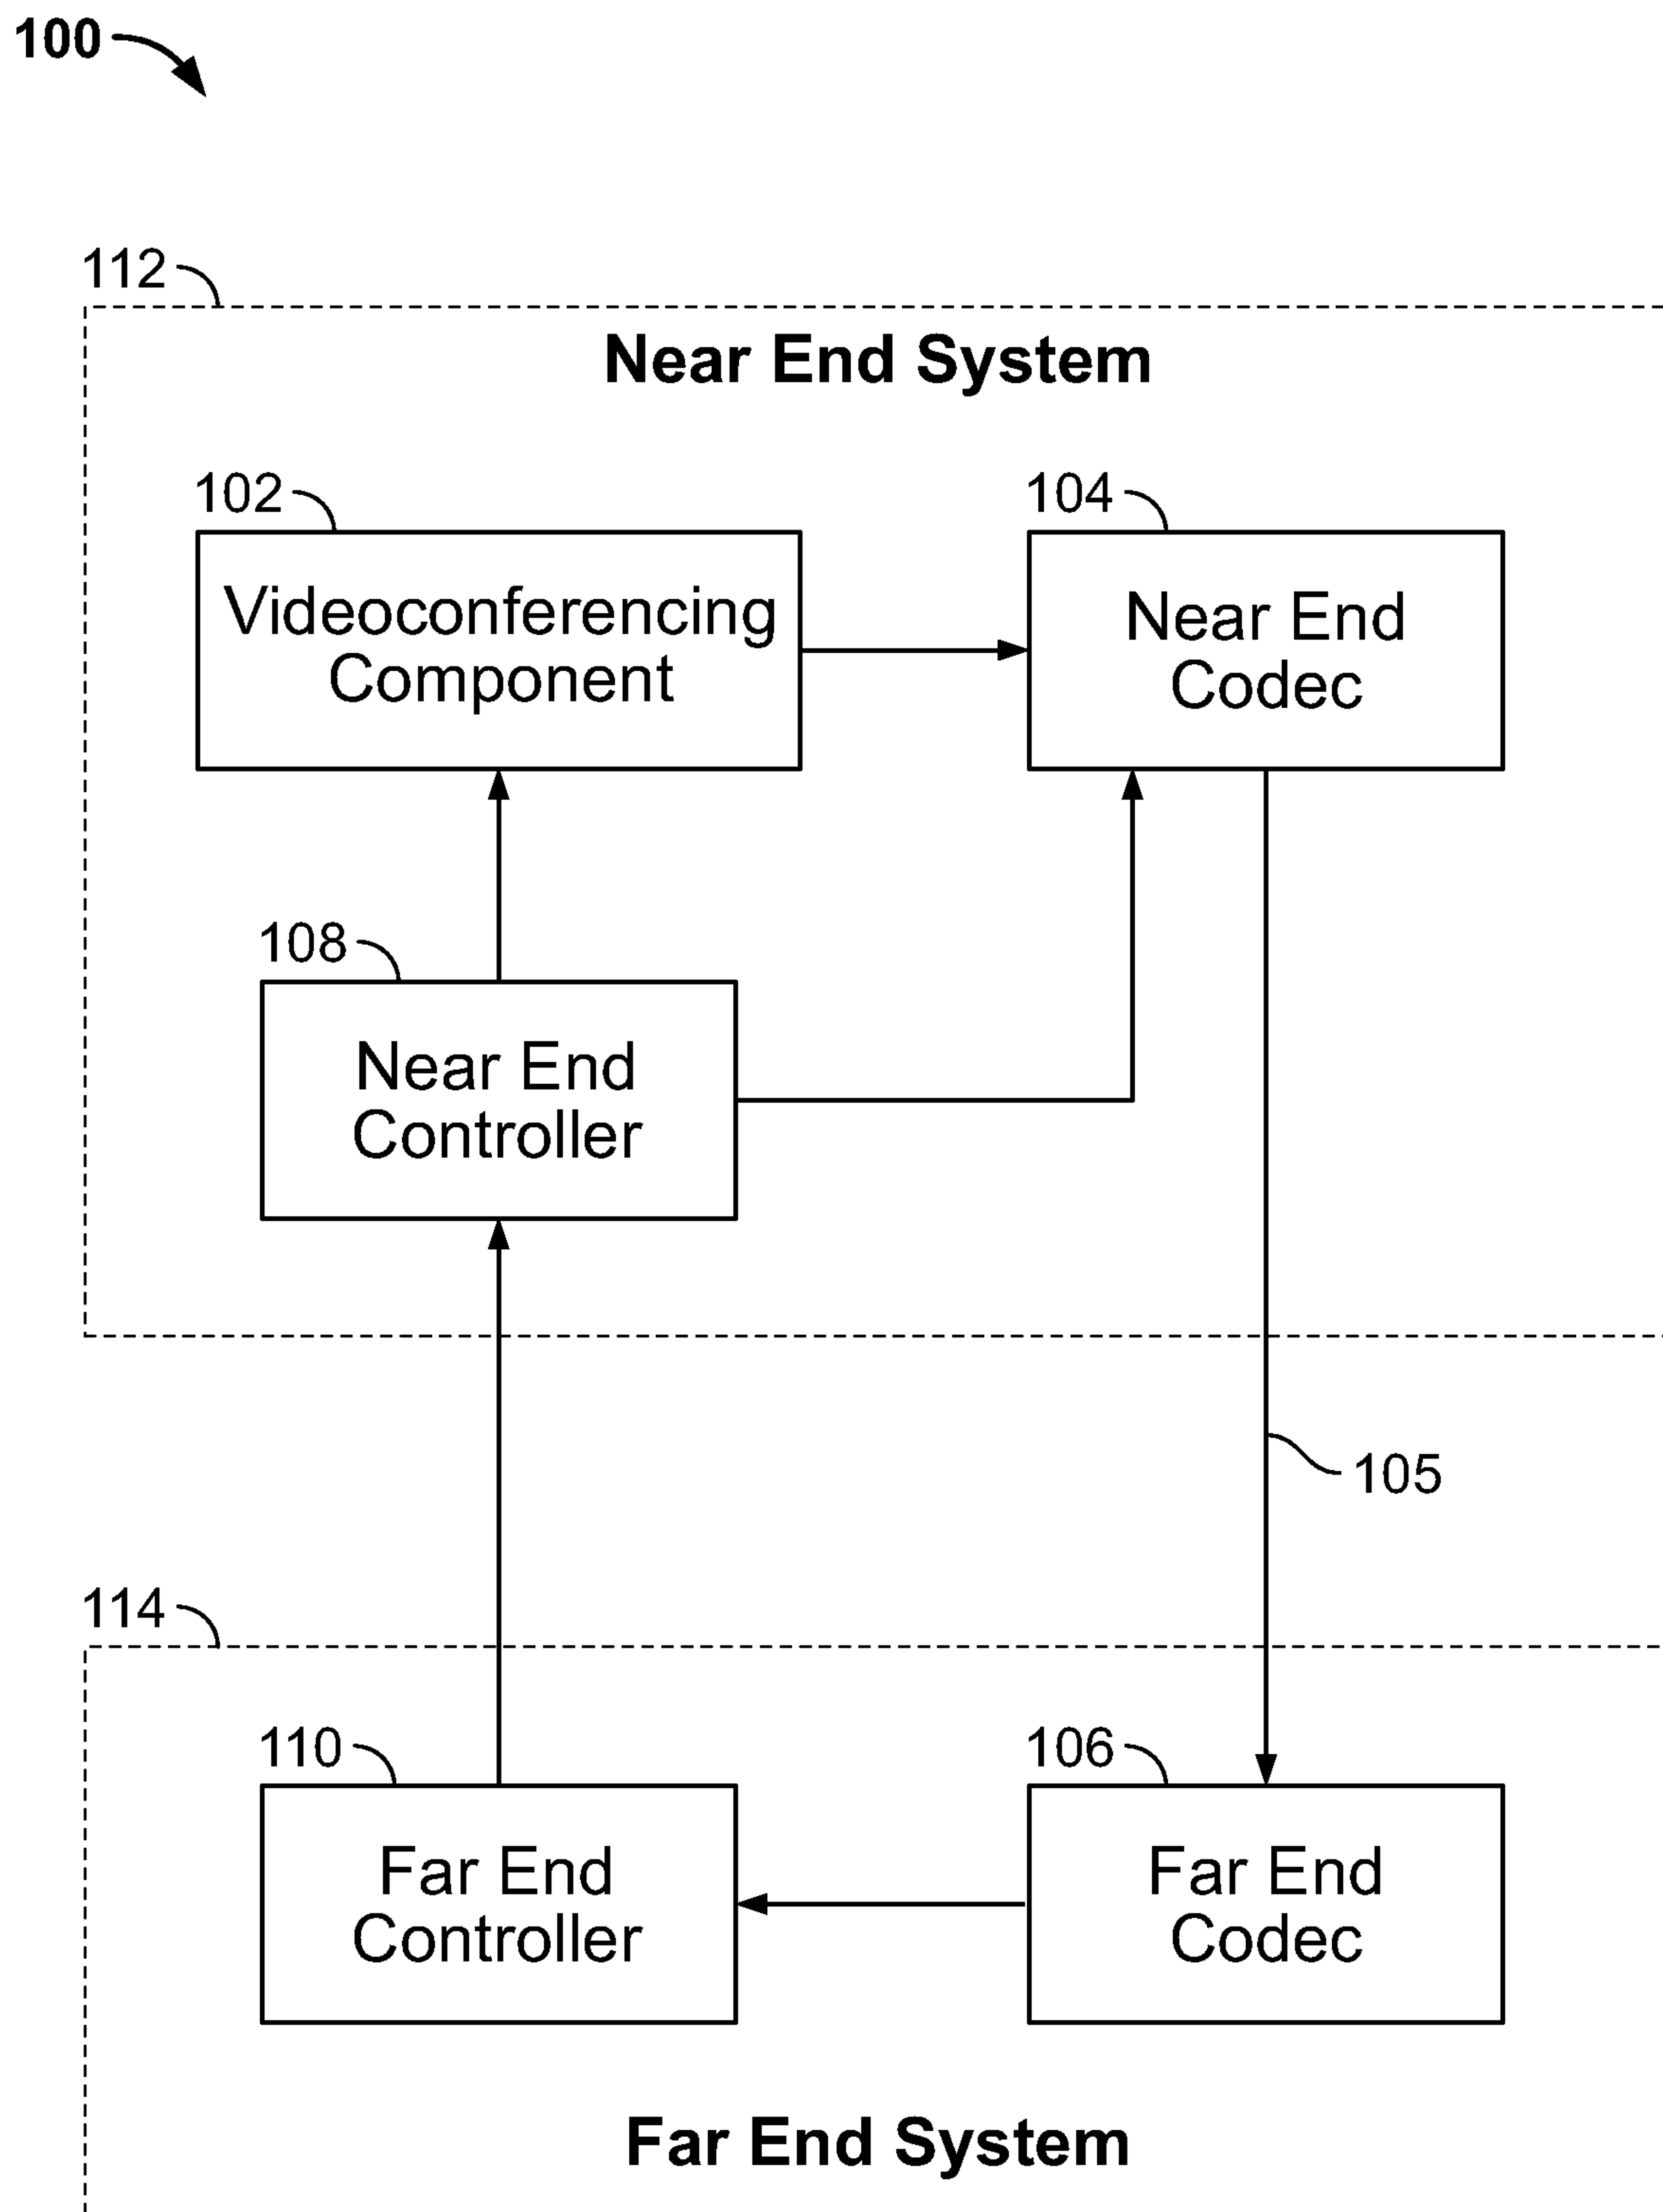 100
112
Near End System
102
104
Videoconferencing
Component
Near End
Codec
108
Near End
Controller
105
114
110
106
Far End
Controller
Far End
Codec
Far End System